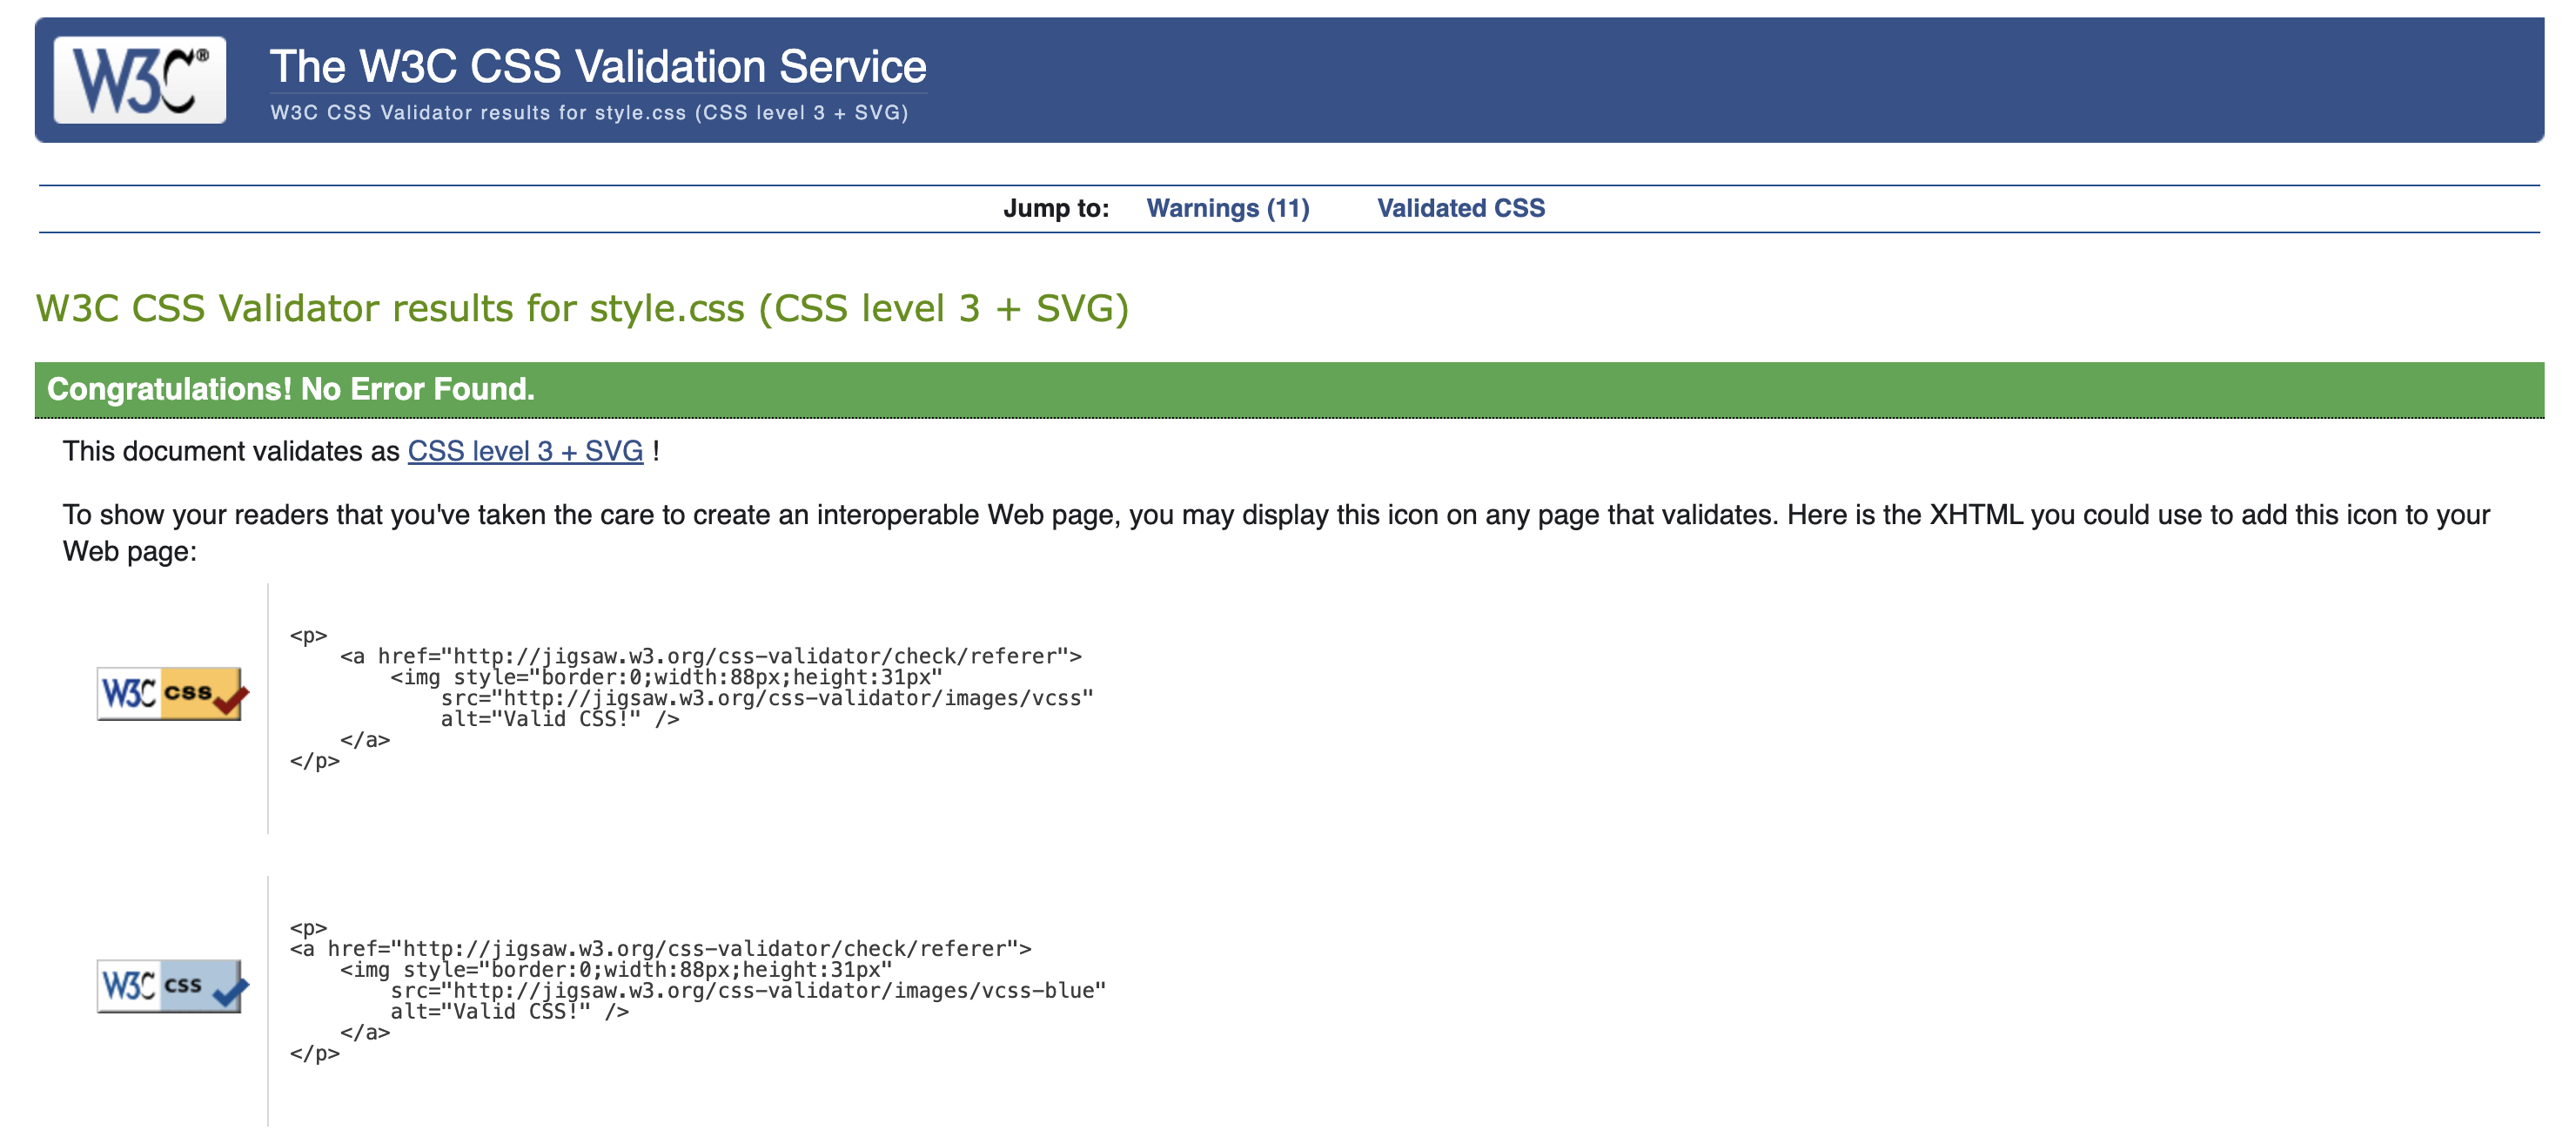 W3C®
The W3C CSS Validation Service
W3C CSS Validator results for style.css (CSS level 3 + SVG)
Jump to: Warnings (11) Validated CSS
W3C CSS Validator results for style.css (CSS level 3 + SVG)
Congratulations! No Error Found.
This document validates as CSS level 3 + SVG !
To show your readers that you've taken the care to create an interoperable Web page, you may display this icon on any page that validates. Here is the XHTML you could use to add this icon to your
Web page:
W3C css
<p>
    <a href="http://jigsaw.w3.org/css-validator/check/referer">
        <img style="border:0;width:88px;height:31px"
            src="http://jigsaw.w3.org/css-validator/images/vcss"
            alt="Valid CSS!" />
    </a>
</p>
W3C css
<p>
<a href="http://jigsaw.w3.org/css-validator/check/referer">
    <img style="border:0;width:88px;height:31px"
        src="http://jigsaw.w3.org/css-validator/images/vcss-blue"
        alt="Valid CSS!" />
    </a>
</p>